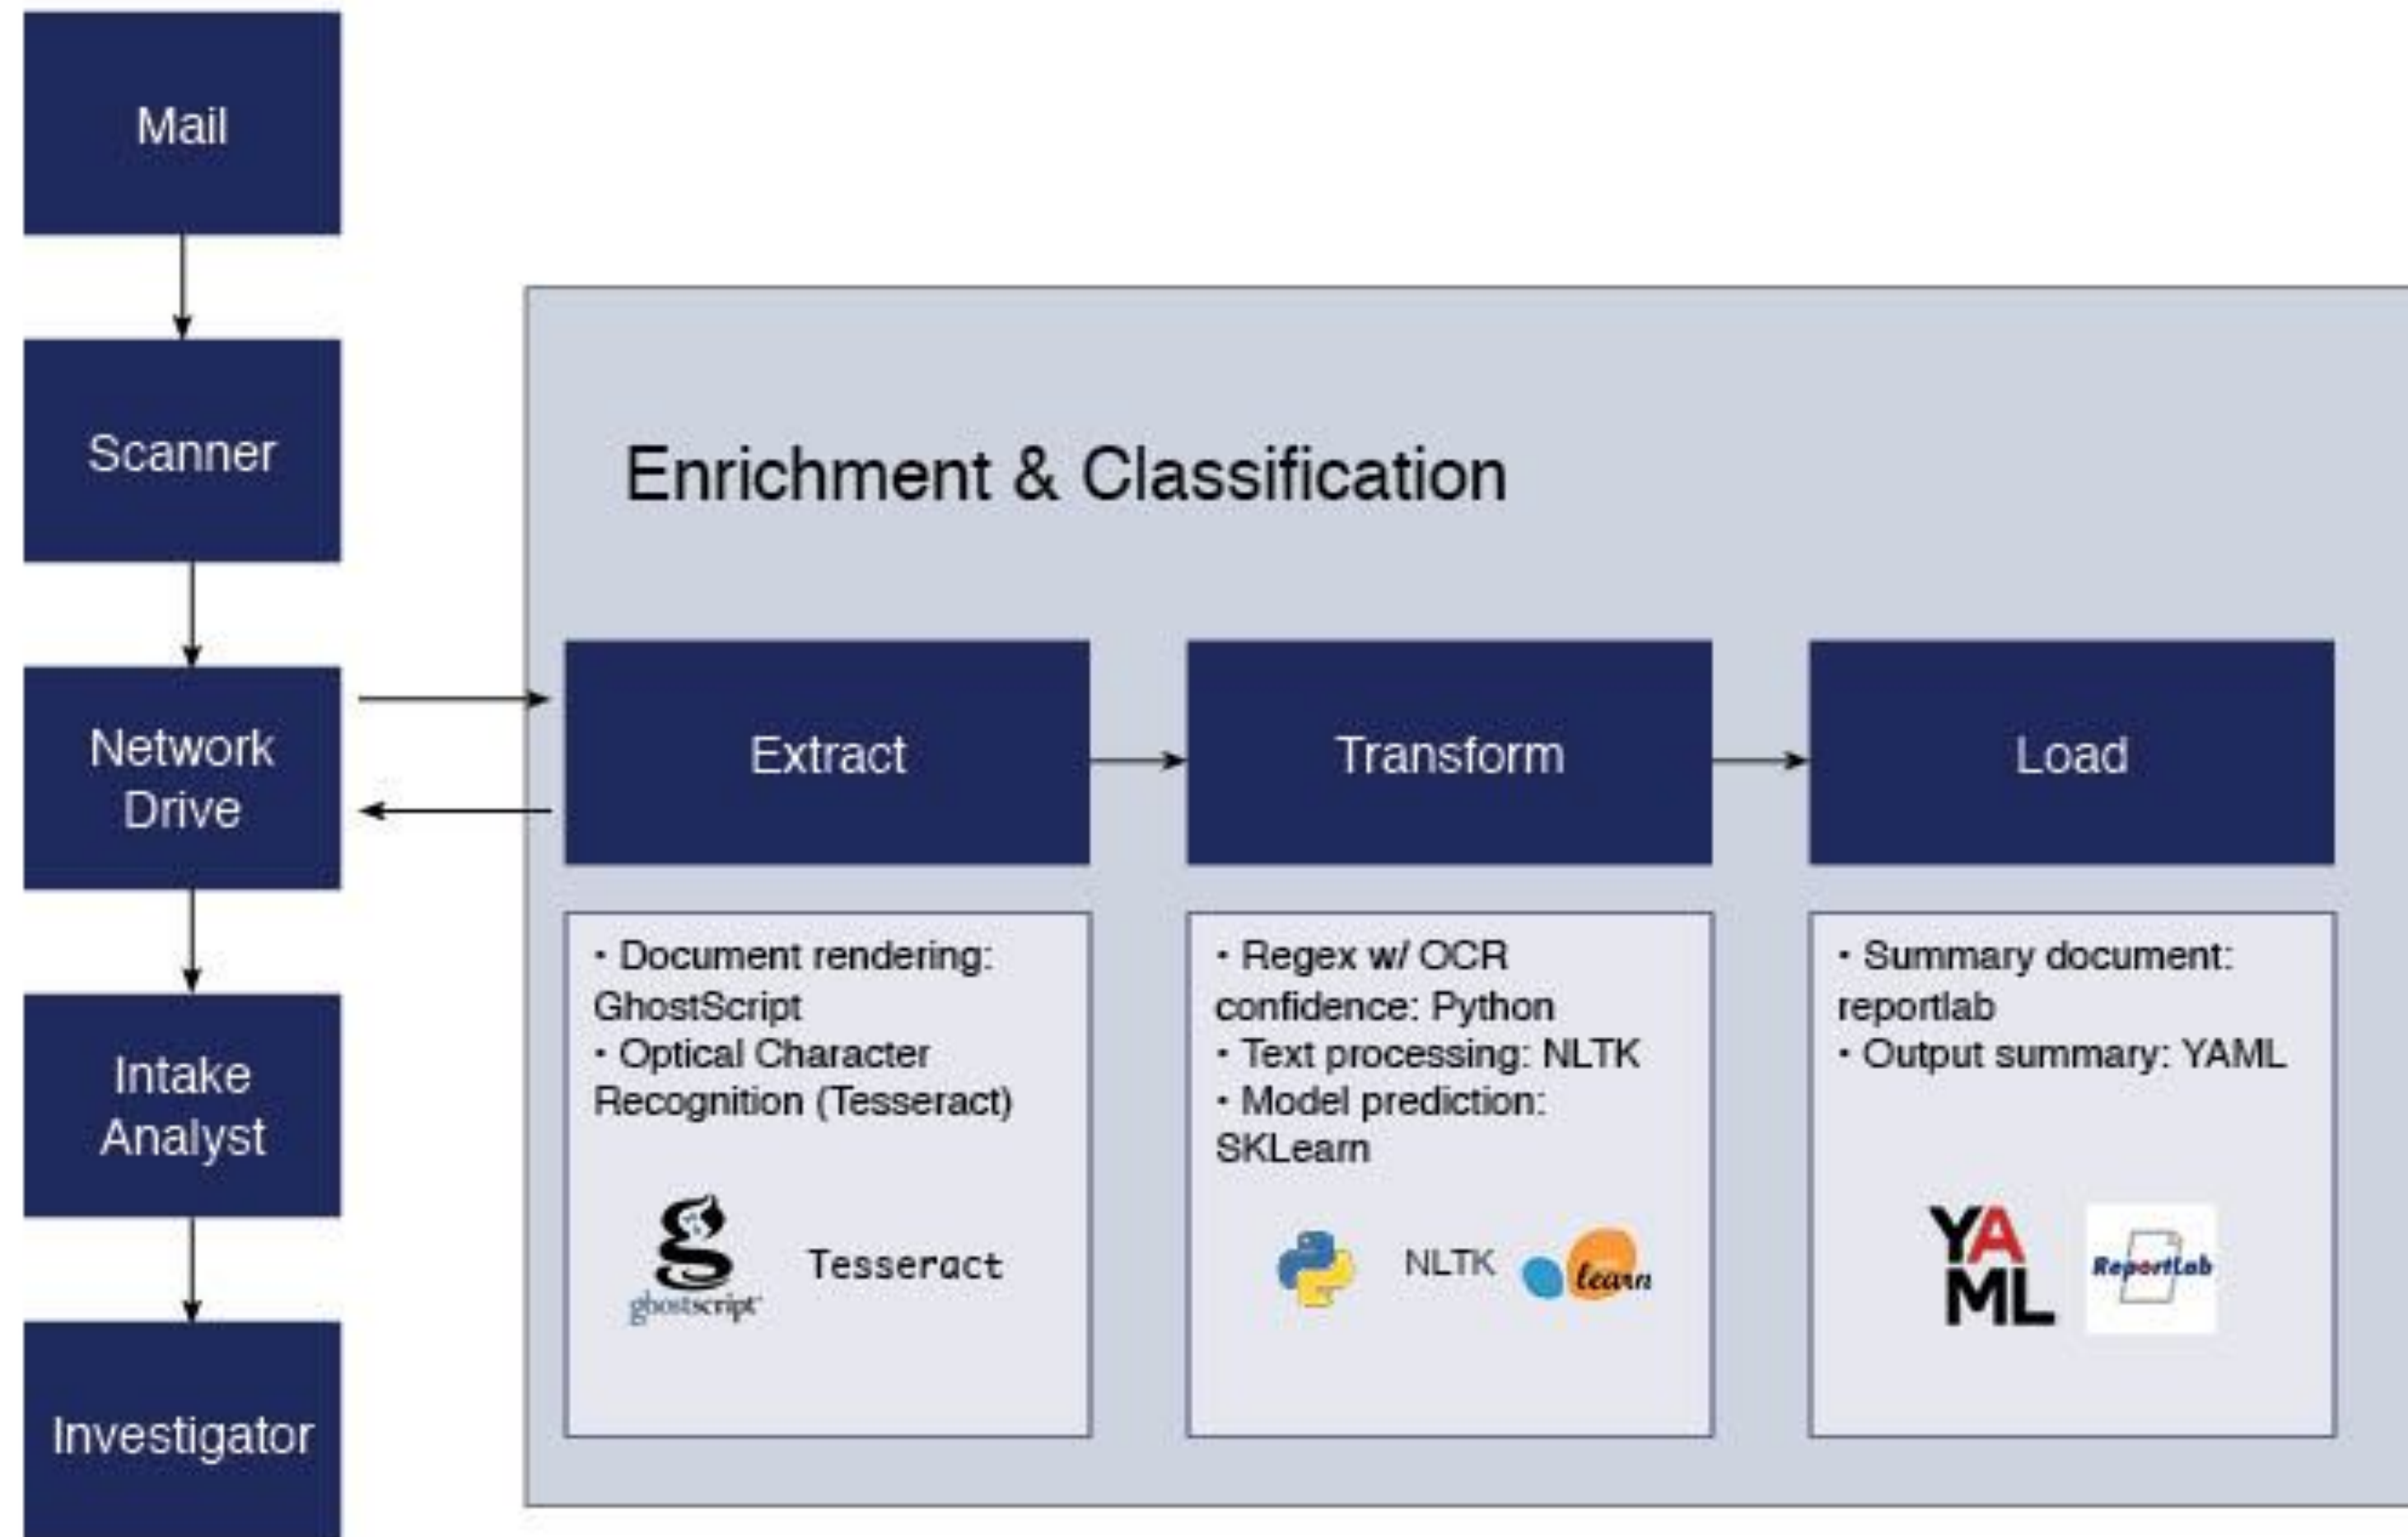 Mail
Scanner
Network
Drive
Intake
Analyst
Investigator
Enrichment & Classification
Extract
Transform
Load
• Document rendering:
GhostScript
• Optical Character
Recognition (Tesseract)
ghostscript
Tesseract
• Regex w/ OCR
confidence: Python
• Text processing: NLTK
• Model prediction:
SKLearn
NLTK
learn
• Summary document:
reportlab
• Output summary: YAML
YA
ML
ReportLab